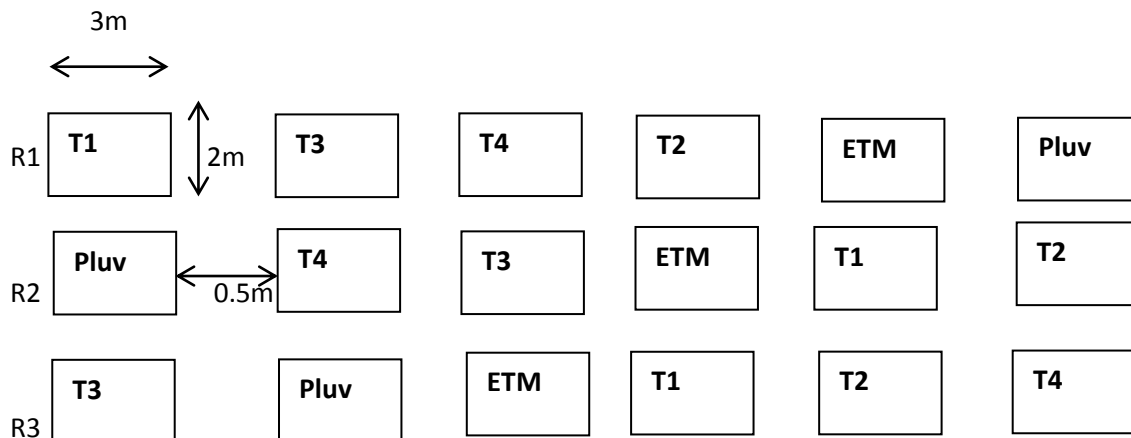 3m
R1 T1 2m T3 T4 T2 ETM Pluv
R2 Pluv 0.5m T4 T3 ETM T1 T2
R3 T3 Pluv ETM T1 T2 T4